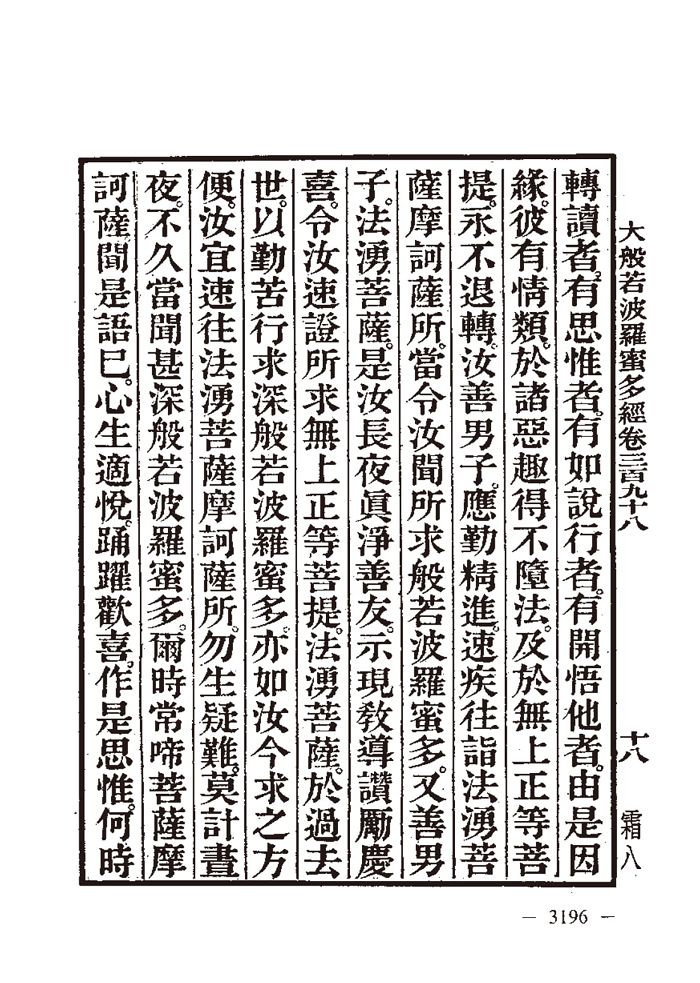 大般若波羅蜜多經卷三百九十八 十八 霜八
轉讀者。有思惟者。有如說行者。有開悟他者。由是因
緣。彼有情類。於諸惡趣得不墮法。及於無上正等菩
提。永不退轉。汝善男子。應勤精進。速疾往詣法湧菩
薩摩訶薩所。當令汝聞所求般若波羅蜜多。又善男
子。法湧菩薩。是汝長夜眞淨善友。示現敎導讚勵慶
喜。令汝速證所求無上正等菩提。法湧菩薩。於過去
世。以勤苦行求深般若波羅蜜多。亦如汝今求之方
便。汝宜速往法湧菩薩摩訶薩所。勿生疑難。莫計晝
夜。不久當聞甚深般若波羅蜜多。爾時常啼菩薩摩
訶薩。聞是語已。心生適悅。踊躍歡喜。作是思惟。何時
— 3196 —